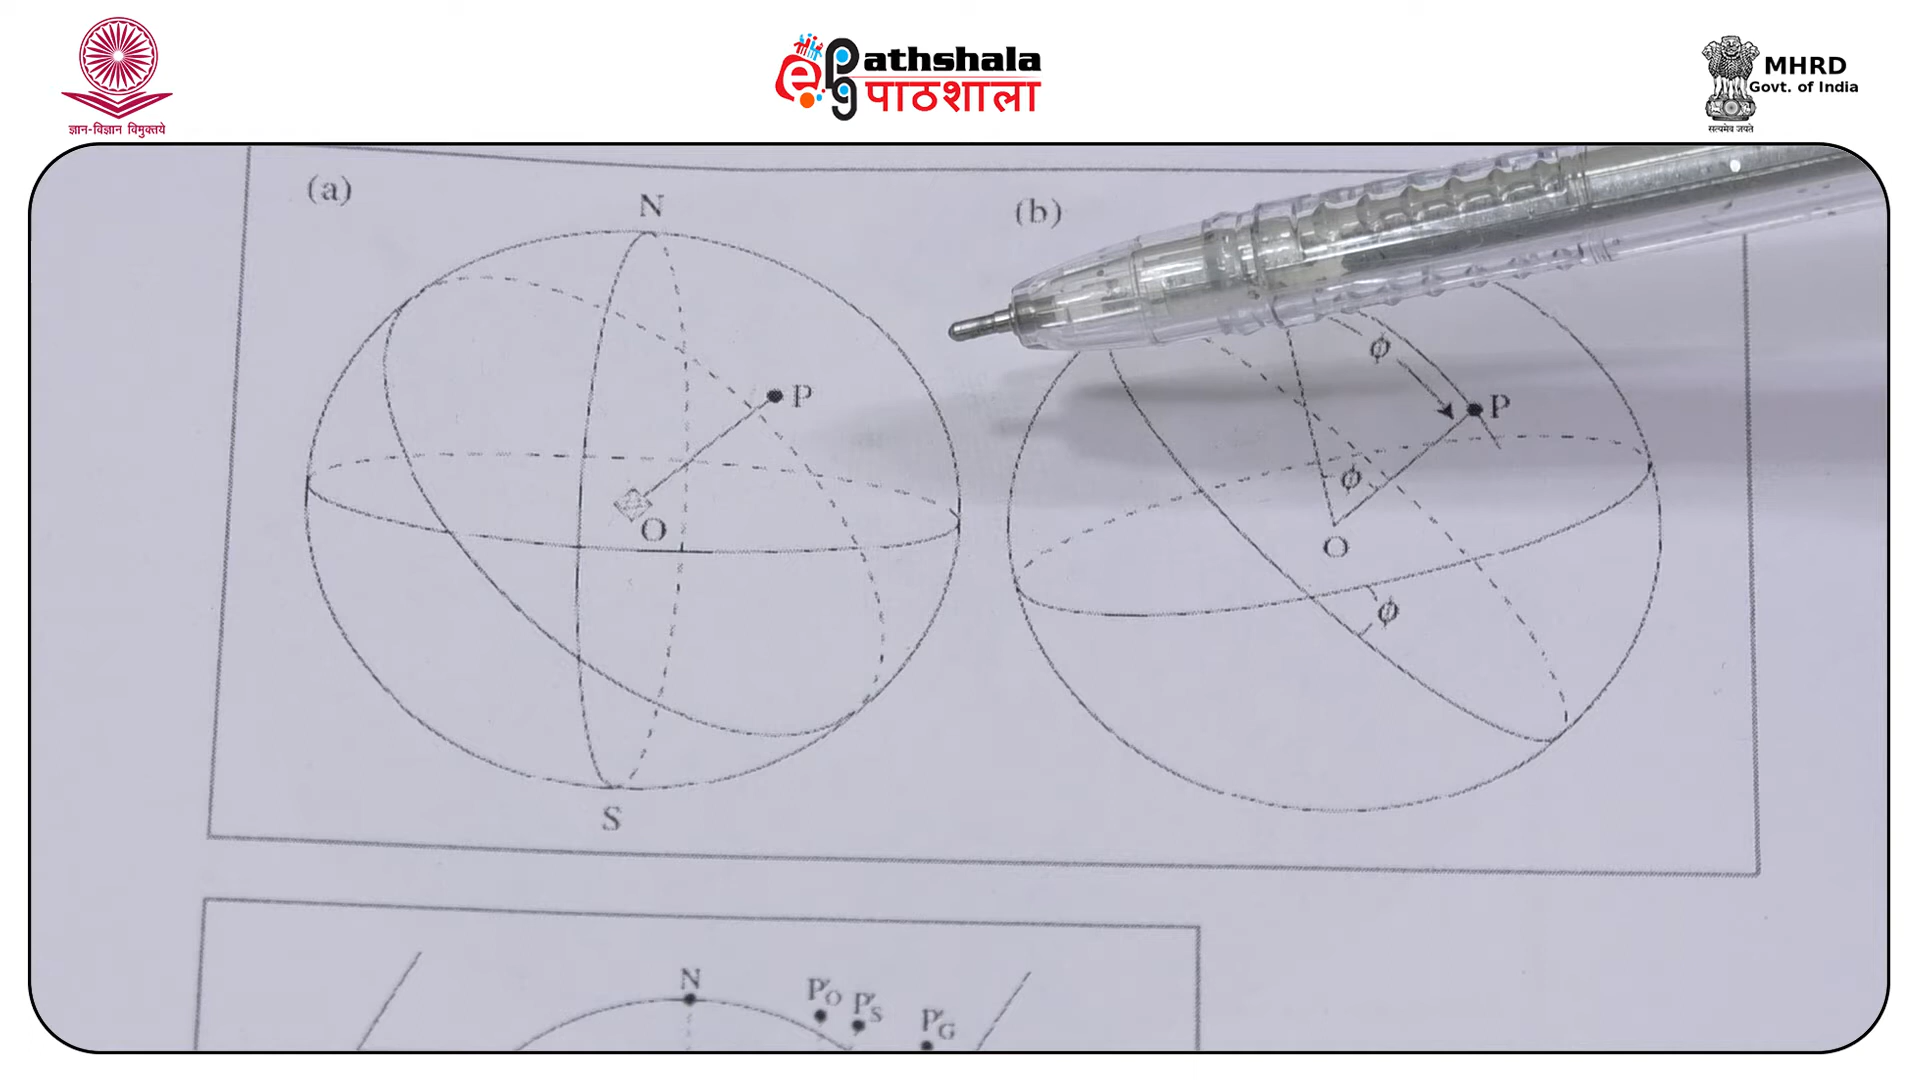 ज्ञान-विज्ञान विमुक्तये
athshala
पाठशाला
MHRD
Govt. of India
सत्यमेव जयते
(a)
N
P
O
S
(b)
ϕ
P
ϕ
O
ϕ
N
P'O
P'S
P'G